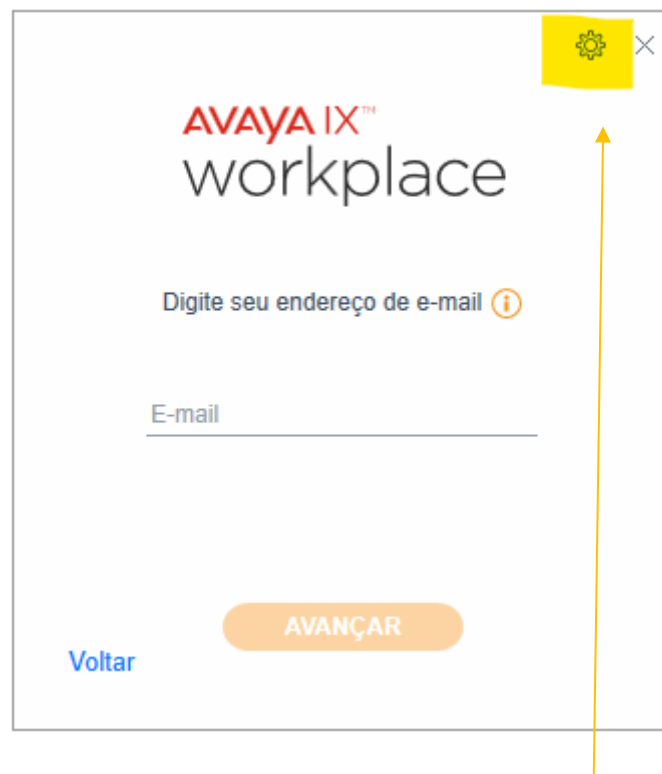 AVAYA IX™
workplace
Digite seu endereço de e-mail
E-mail
AVANÇAR
Voltar